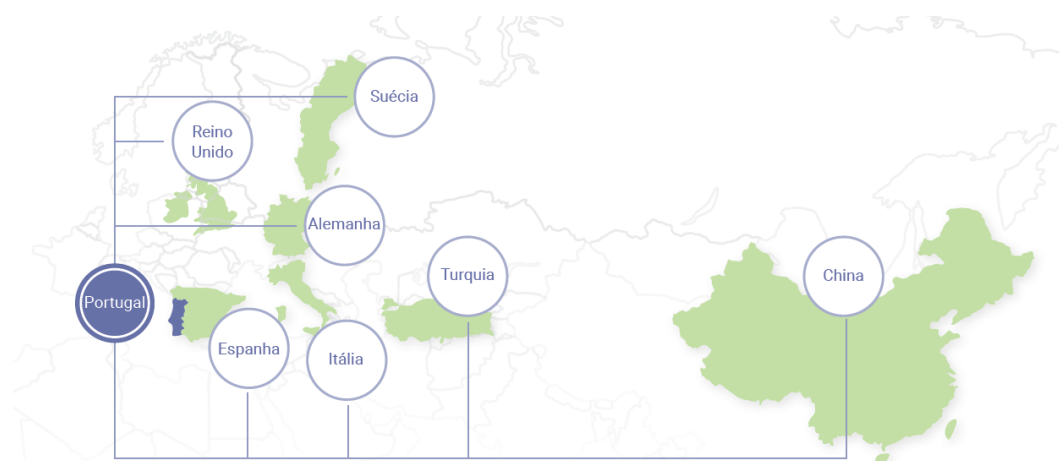 Suécia
Reino
Unido
Alemanha
Turquia
China
Portugal
Espanha
Itália